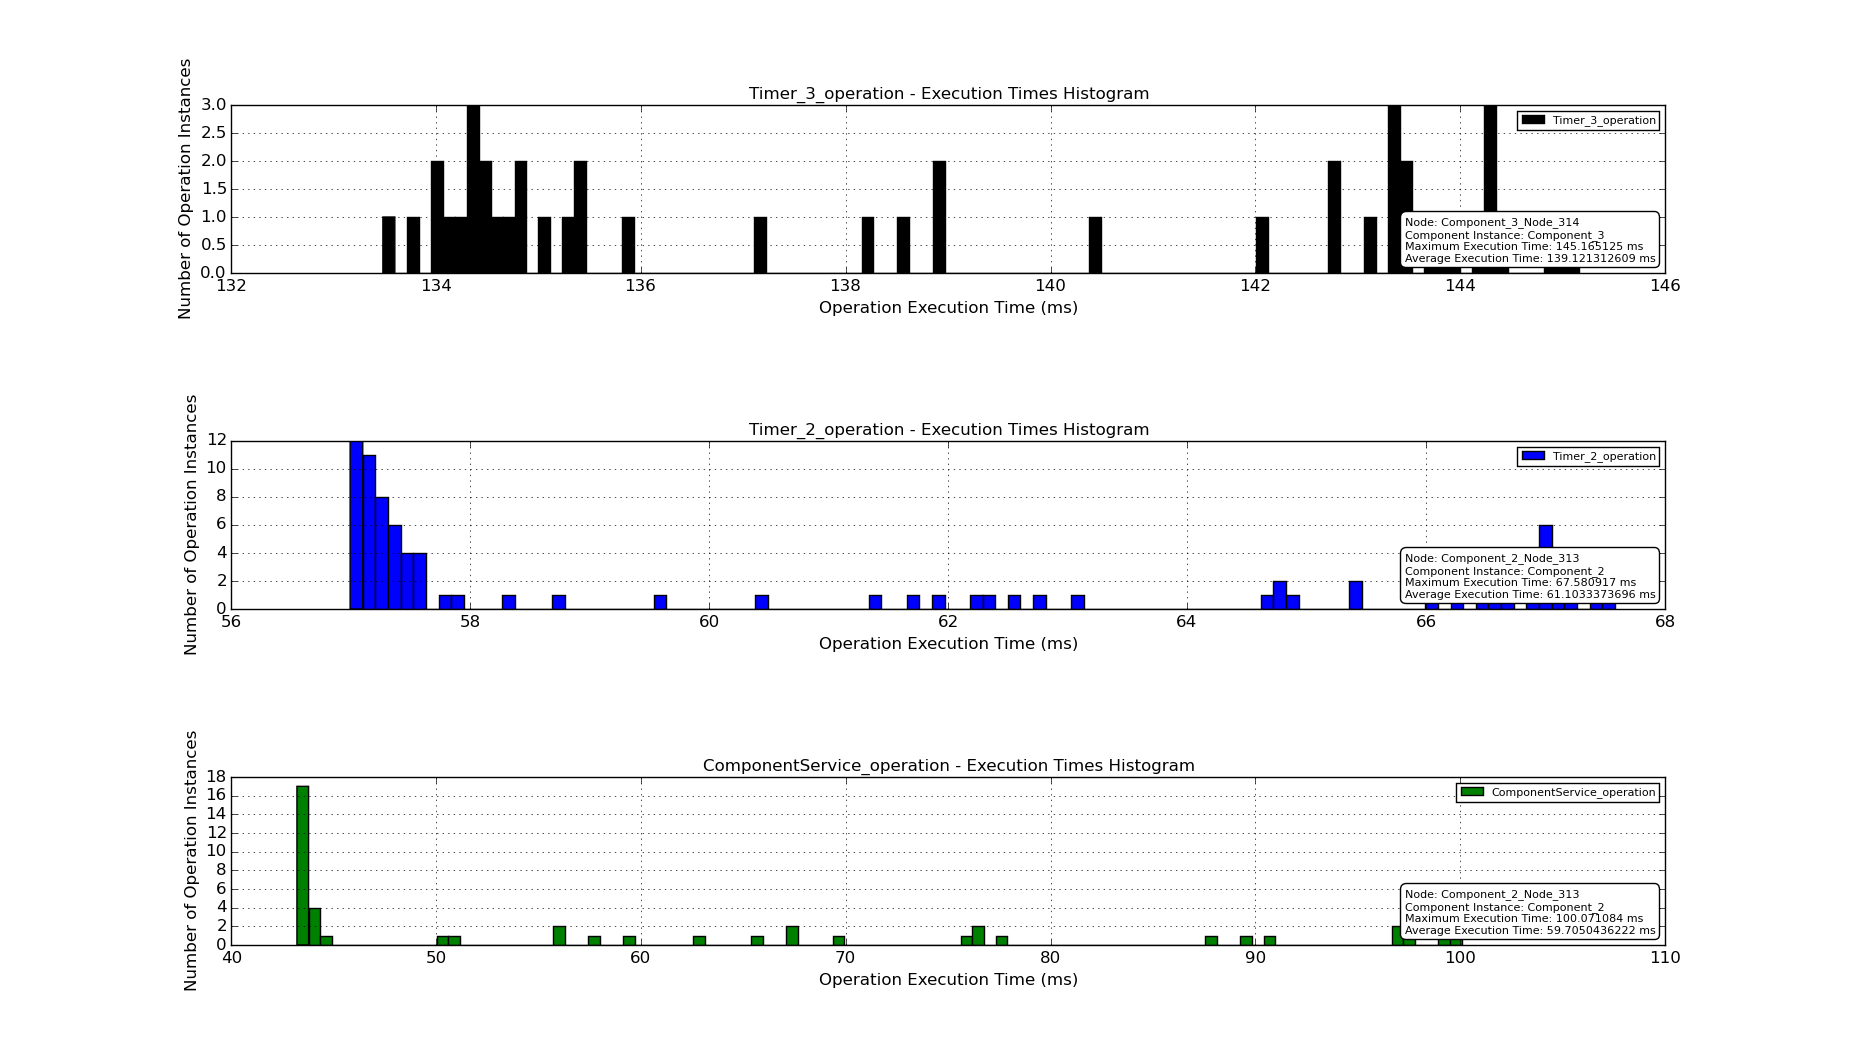 Timer_3_operation - Execution Times Histogram
Number of Operation Instances
3.0
2.5
2.0
1.5
1.0
0.5
0.0
Timer_3_operation
Node: Component_3_Node_314
Component Instance: Component_3
Maximum Execution Time: 145.165125 ms
Average Execution Time: 139.121312609 ms
132 134 136 138 140 142 144 146
Operation Execution Time (ms)
Timer_2_operation - Execution Times Histogram
Number of Operation Instances
12
10
8
6
4
2
0
Timer_2_operation
Node: Component_2_Node_313
Component Instance: Component_2
Maximum Execution Time: 67.580917 ms
Average Execution Time: 61.1033373696 ms
56 58 60 62 64 66 68
Operation Execution Time (ms)
ComponentService_operation - Execution Times Histogram
Number of Operation Instances
18
16
14
12
10
8
6
4
2
0
ComponentService_operation
Node: Component_2_Node_313
Component Instance: Component_2
Maximum Execution Time: 100.071084 ms
Average Execution Time: 59.7050436222 ms
40 50 60 70 80 90 100 110
Operation Execution Time (ms)